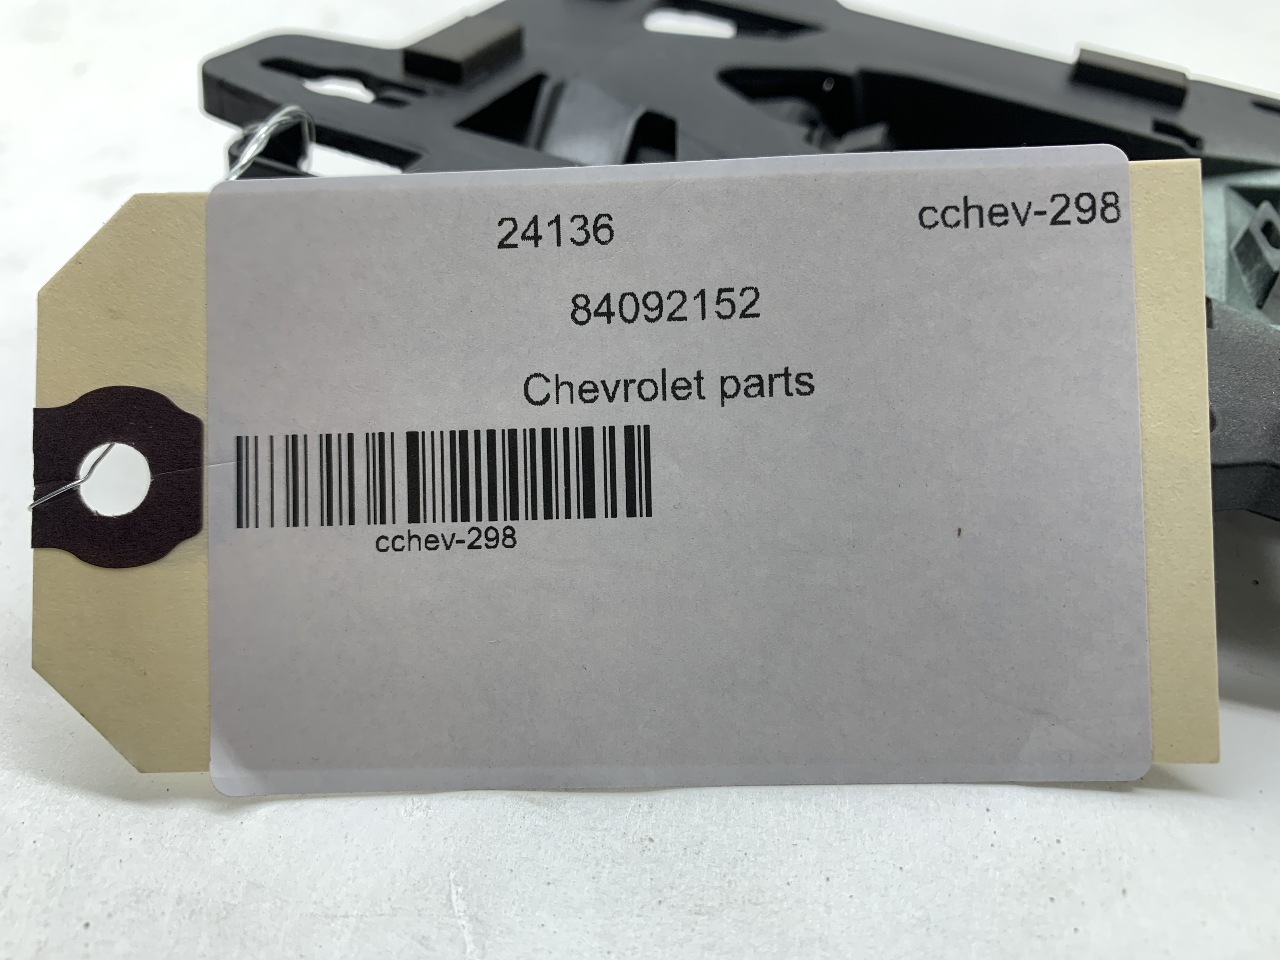 24136 cchev-298
84092152
Chevrolet parts
cchev-298